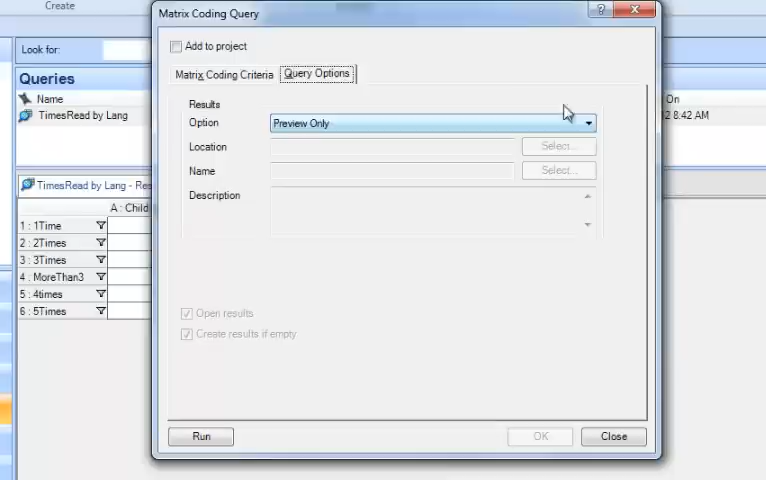 Create
Matrix Coding Query
?
Look for:
Add to project
Queries
Matrix Coding Criteria
Query Options
Name
On
TimesRead by Lang
12 8:42 AM
Results
Option
Preview Only
Location
Select...
Name
Select...
Description
TimesRead by Lang - Res
A : Child
1 : 1Time
2 : 2Times
3 : 3Times
4 : MoreThan3
5 : 4times
6 : 5Times
Open results
Create results if empty
Run
OK
Close